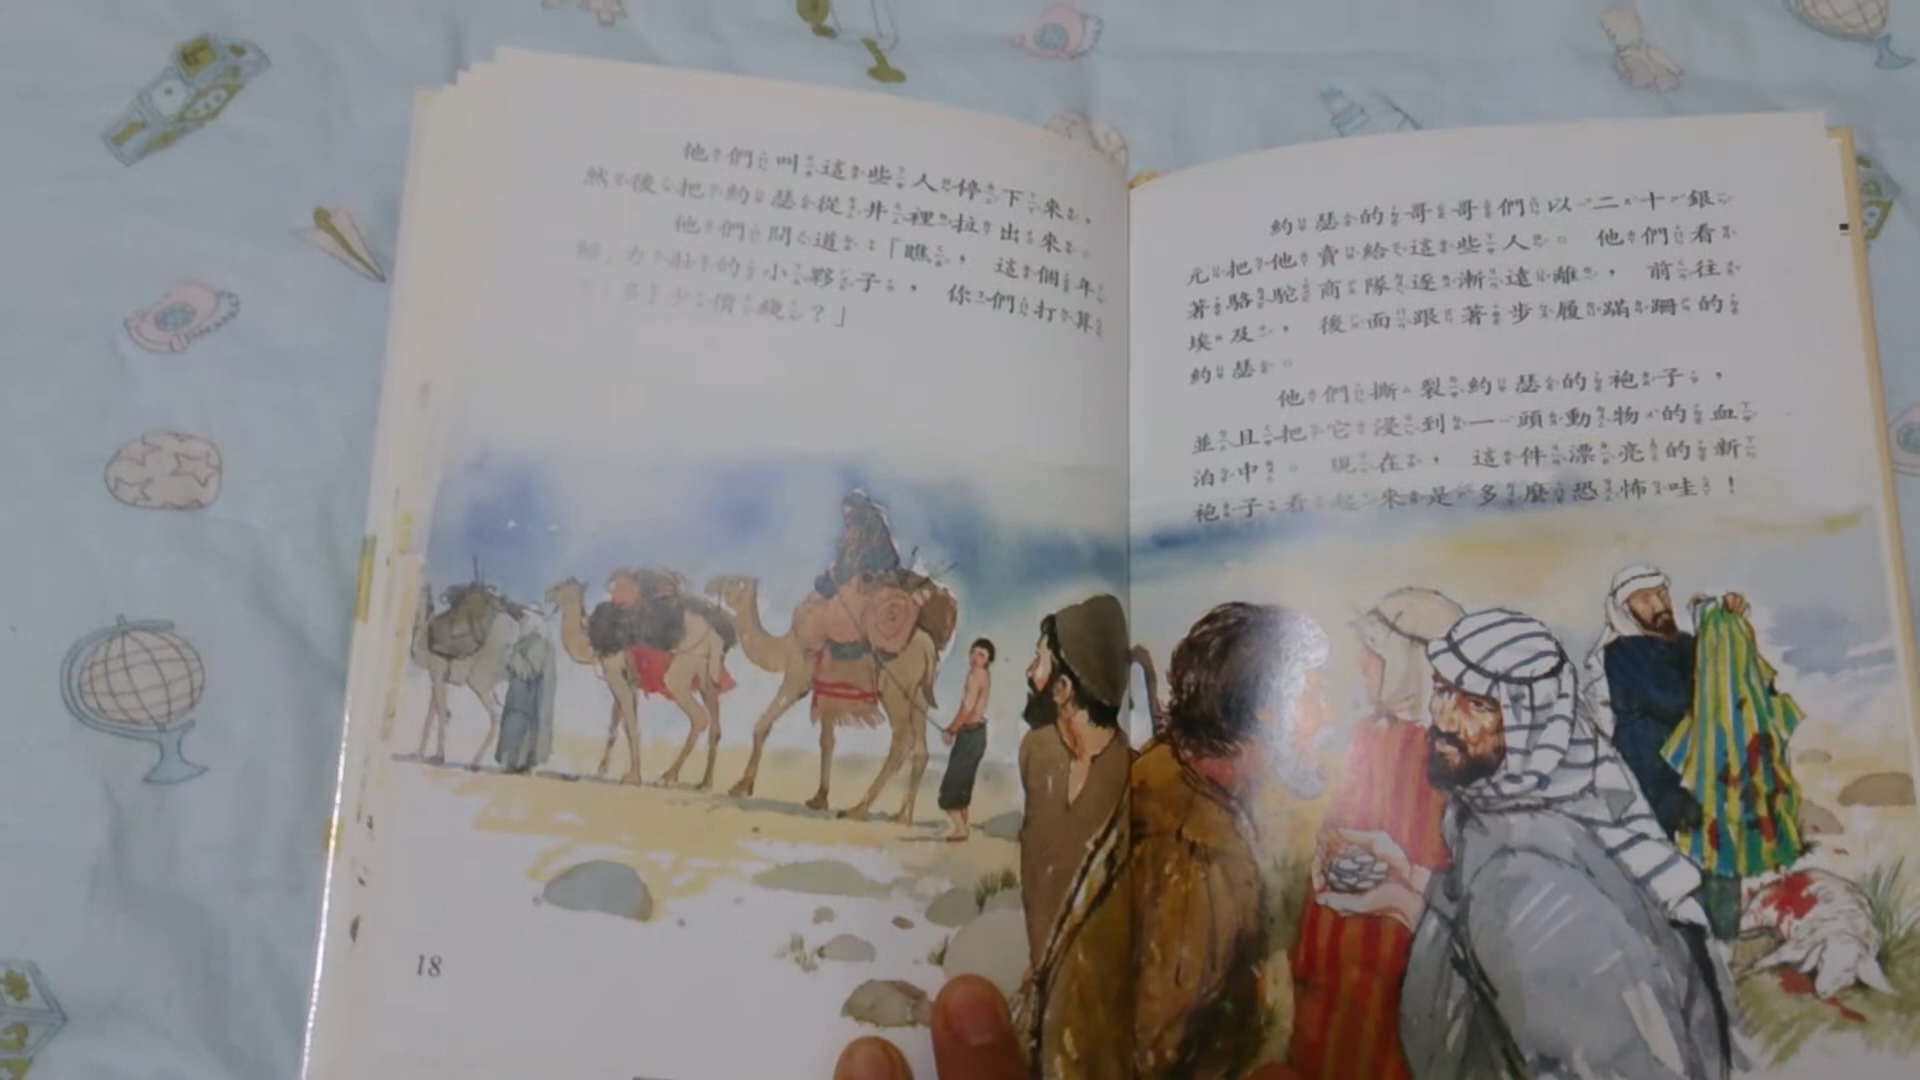 他們叫這些人停下來，
然後把約瑟從井裡拉出來。
他們問道：「瞧，這個年
輕力壯的小夥子，你們打算
多少價錢？」
18
約瑟的哥哥們以二十銀
元把他賣給這些人。他們看
著駱駝商隊逐漸遠離，前往
埃及，後面跟著步履蹣跚的
約瑟。
他們撕裂約瑟的袍子，
並且把它浸到一頭動物的血
泊中。現在，這件漂亮的新
袍子看起來是多麼恐怖哇！